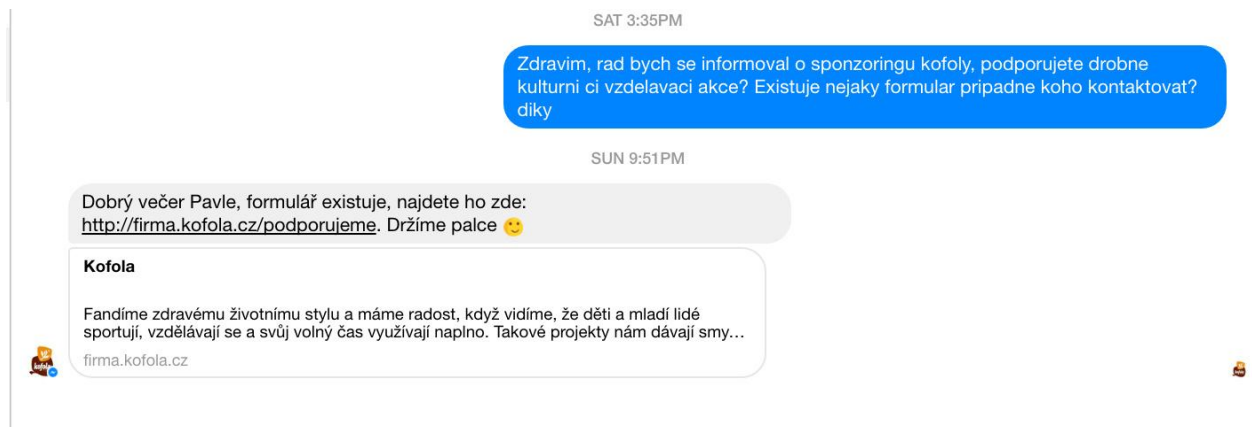 SAT 3:35PM
Zdravim, rad bych se informoval o sponzoringu kofoly, podporujete drobne
kulturni ci vzdelavaci akce? Existuje nejaky formular pripadne koho kontaktovat?
diky
SUN 9:51PM
Dobrý večer Pavle, formulář existuje, najdete ho zde:
http://firma.kofola.cz/podporujeme. Držíme palce 🙂
Kofola
Fandíme zdravému životnímu stylu a máme radost, když vidíme, že děti a mladí lidé
sportují, vzdělávají se a svůj volný čas využívají naplno. Takové projekty nám dávají smy…
firma.kofola.cz
kofola